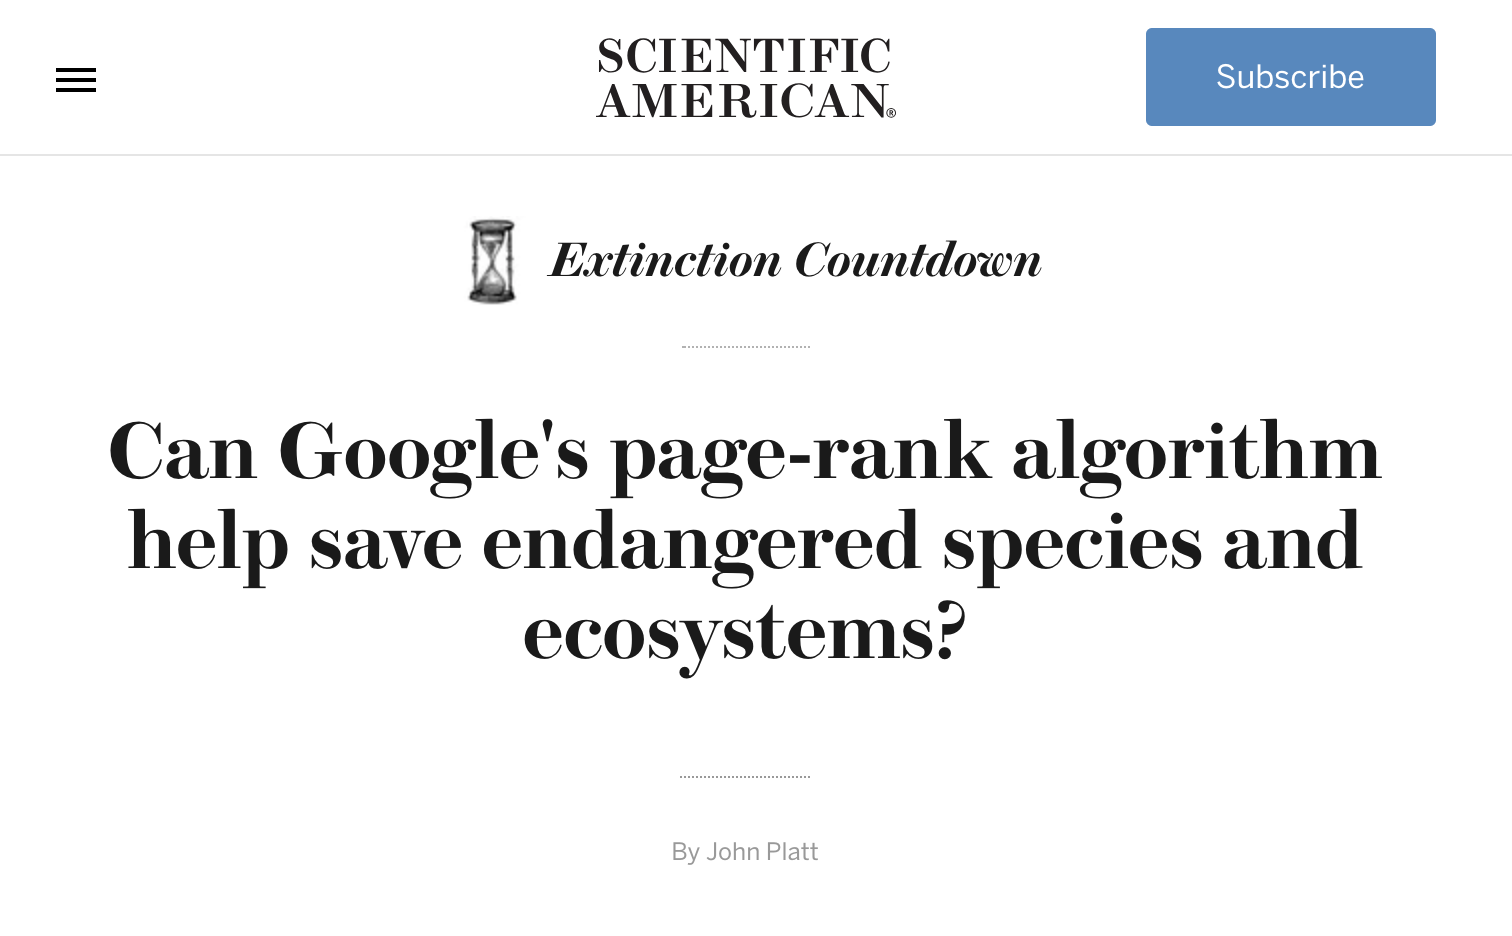 SCIENTIFIC
AMERICAN®
Subscribe
Extinction Countdown
Can Google's page-rank algorithm
help save endangered species and
ecosystems?
By John Platt